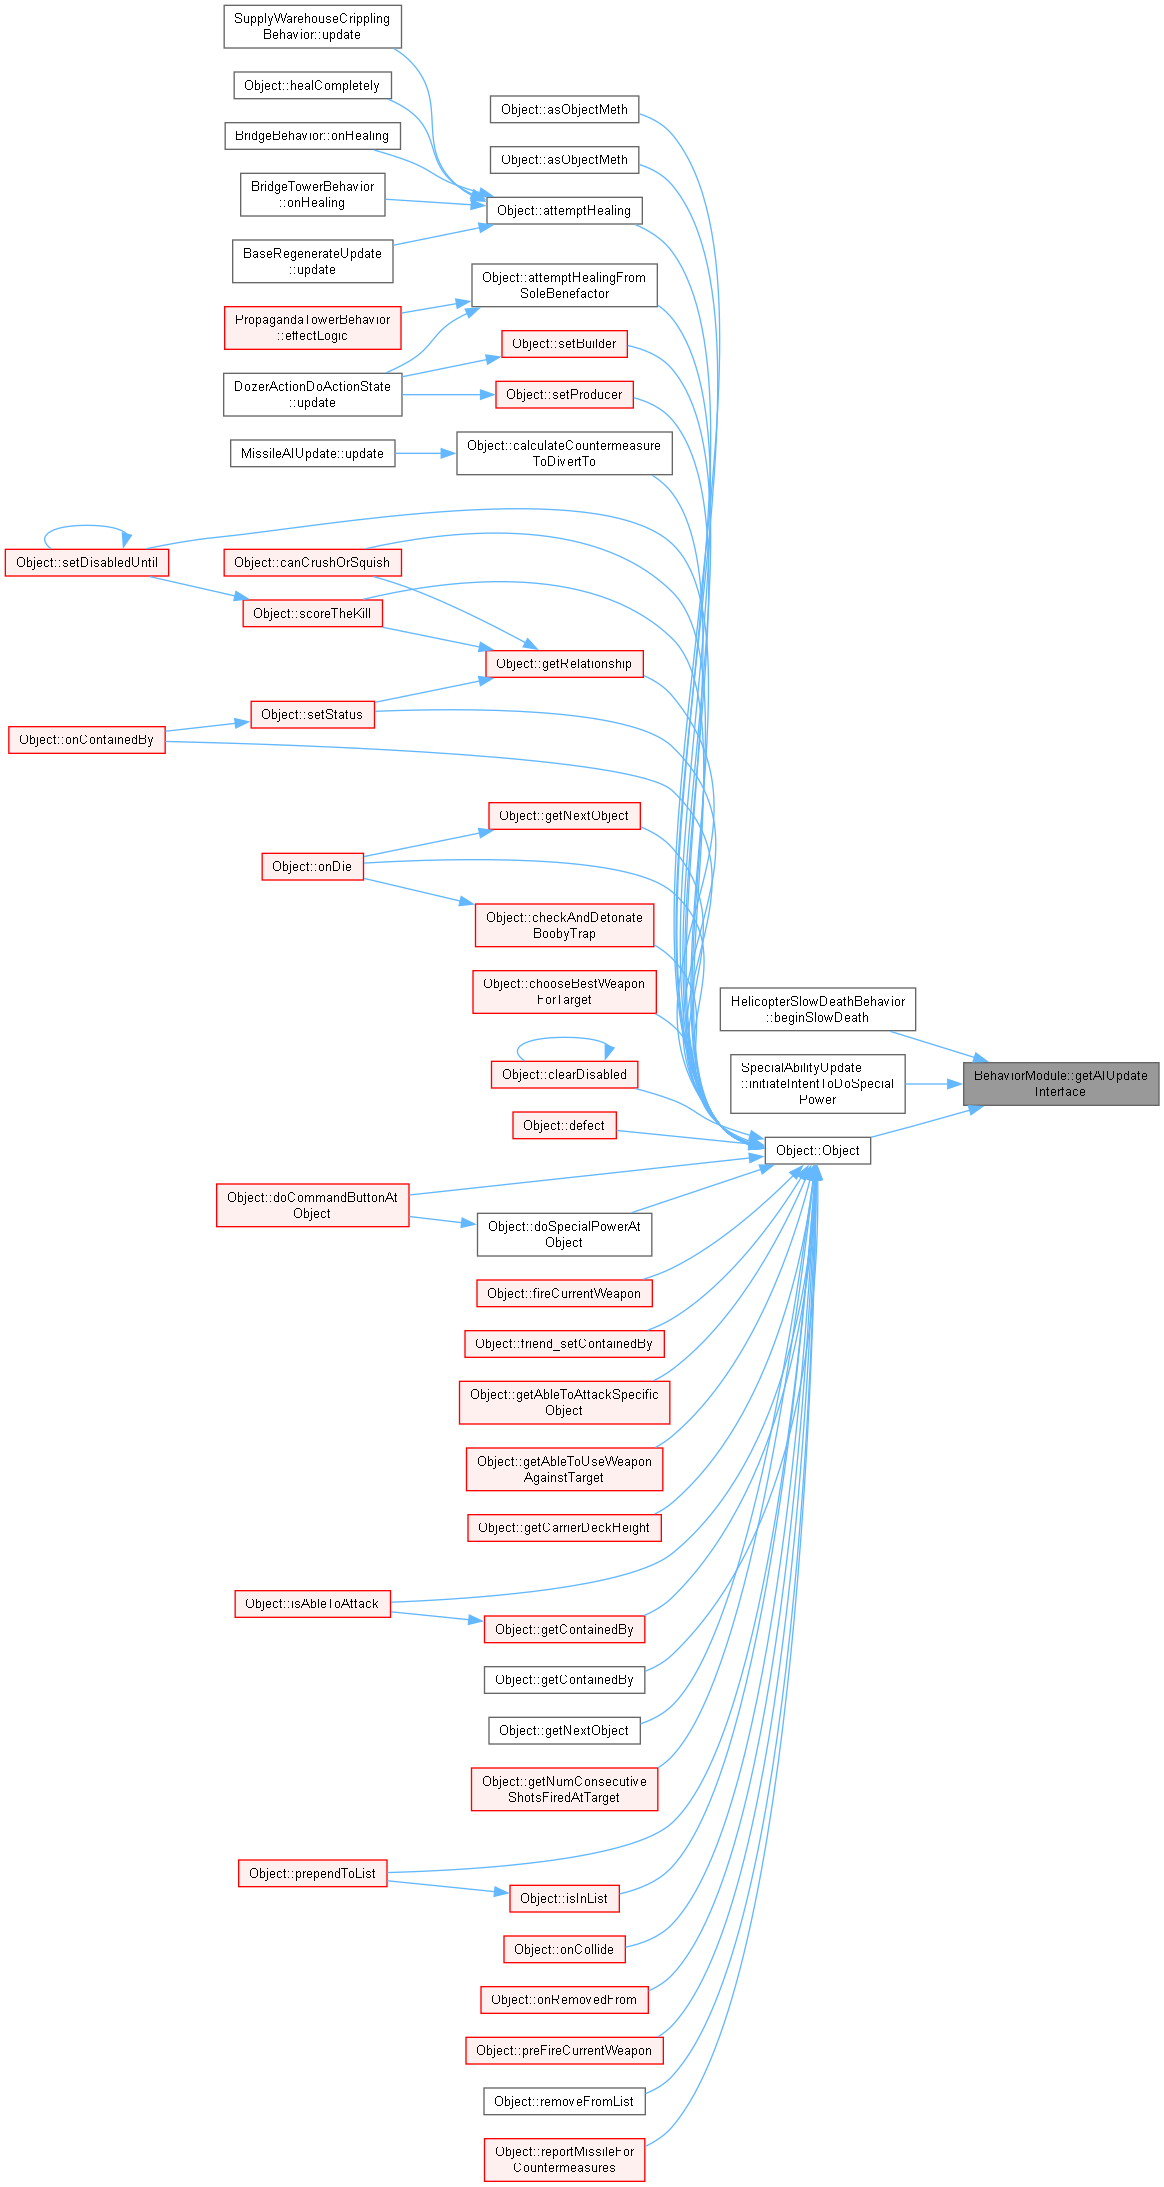 SupplyWarehouseCrippling
Behavior::update
Object::healCompletely
Object::asObjectMeth
BridgeBehavior::onHealing
Object::asObjectMeth
BridgeTowerBehavior
::onHealing
Object::attemptHealing
BaseRegenerateUpdate
::update
Object::attemptHealingFrom
SoleBenefactor
PropagandaTowerBehavior
::effectLogic
Object::setBuilder
DozerActionDoActionState
::update
Object::setProducer
MissileAIUpdate::update
Object::calculateCountermeasure
ToDivertTo
Object::setDisabledUntil
Object::canCrushOrSquish
Object::scoreTheKill
Object::getRelationship
Object::setStatus
Object::onContainedBy
Object::getNextObject
Object::onDie
Object::checkAndDetonate
BoobyTrap
Object::chooseBestWeapon
ForTarget
HelicopterSlowDeathBehavior
::beginSlowDeath
Object::clearDisabled
SpecialAbilityUpdate
::initiateIntentToDoSpecial
Power
BehaviorModule::getAIUpdate
Interface
Object::defect
Object::Object
Object::doCommandButtonAt
Object
Object::doSpecialPowerAt
Object
Object::fireCurrentWeapon
Object::friend_setContainedBy
Object::getAbleToAttackSpecific
Object
Object::getAbleToUseWeapon
AgainstTarget
Object::getCarrierDeckHeight
Object::isAbleToAttack
Object::getContainedBy
Object::getContainedBy
Object::getNextObject
Object::getNumConsecutive
ShotsFiredAtTarget
Object::prependToList
Object::isInList
Object::onCollide
Object::onRemovedFrom
Object::preFireCurrentWeapon
Object::removeFromList
Object::reportMissileFor
Countermeasures